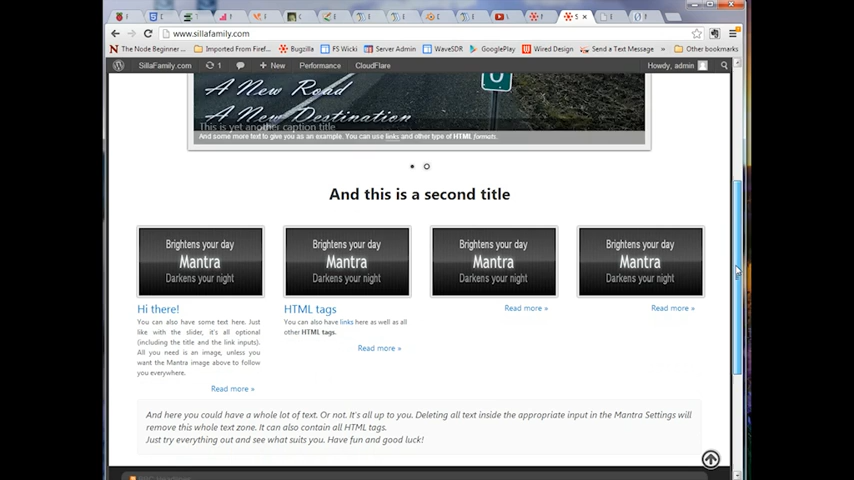 www.sillafamily.com
The Node Beginner ...
Imported From Firef...
Bugzilla
FS Wicki
Server Admin
WaveSDR
GooglePlay
Wired Design
Send a Text Message
»
Other bookmarks
SillaFamily.com
1
New
Performance
CloudFlare
Howdy, admin
A New Road
A New Destination
This is yet another caption title
And some more text to give you as an example. You can use links and other type of HTML formats.
And this is a second title
Brightens your day
Mantra
Darkens your night
Brightens your day
Mantra
Darkens your night
Brightens your day
Mantra
Darkens your night
Brightens your day
Mantra
Darkens your night
Hi there!
You can also have some text here. Just
like with the slider, it's all optional
(including the title and the link inputs).
All you need is an image, unless you
want the Mantra image above to follow
you everywhere.
Read more »
HTML tags
You can also have links here as well as all
other HTML tags.
Read more »
Read more »
Read more »
And here you could have a whole lot of text. Or not. It's all up to you. Deleting all text inside the appropriate input in the Mantra Settings will
remove this whole text zone. It can also contain all HTML tags.
Just try everything out and see what suits you. Have fun and good luck!